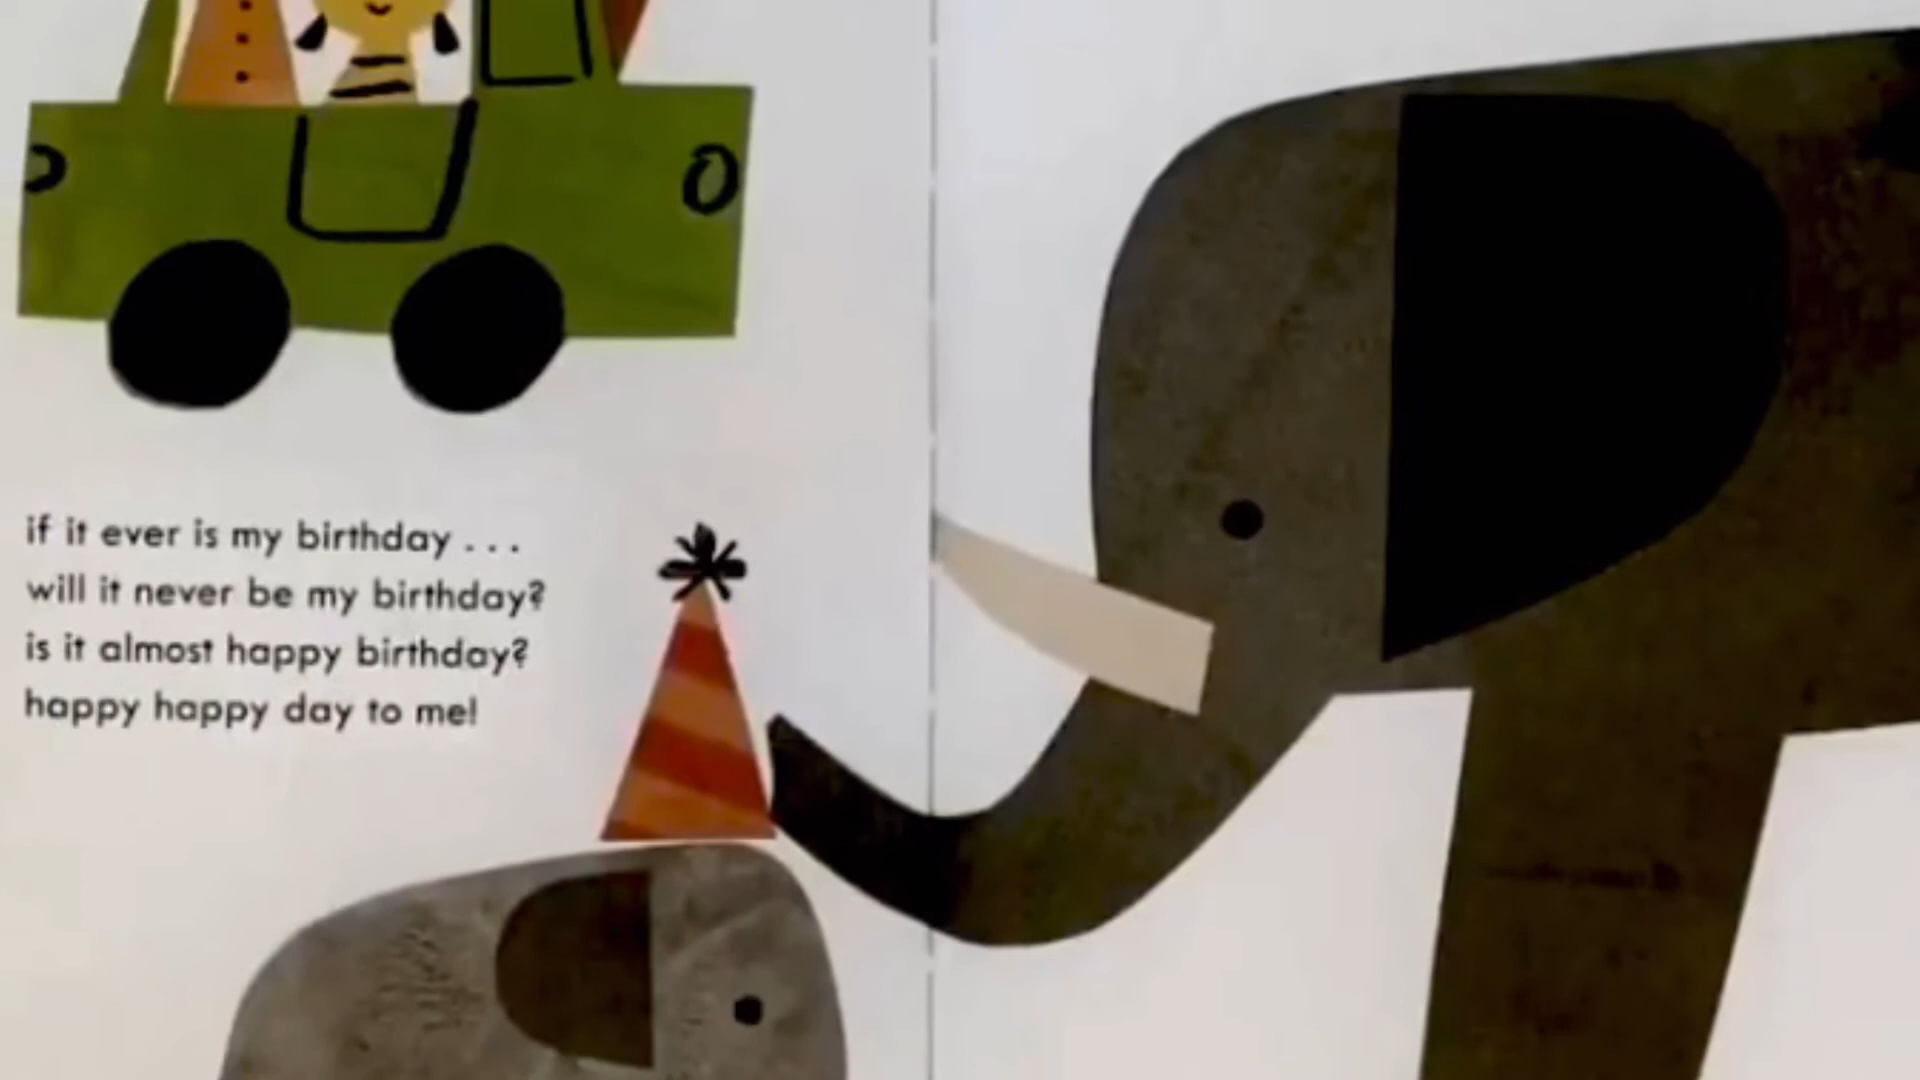 if it ever is my birthday . . .
will it never be my birthday?
is it almost happy birthday?
happy happy day to me!